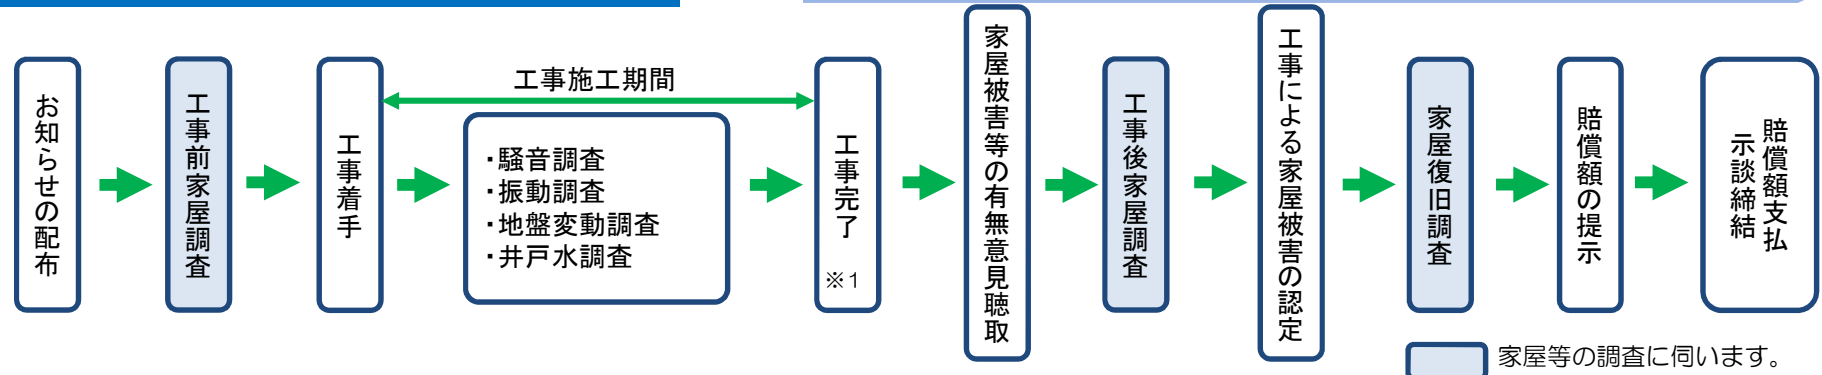 お知らせの配布
工事前家屋調査
工事着手
工事施工期間
・騒音調査
・振動調査
・地盤変動調査
・井戸水調査
工事完了
※1
家屋被害等の有無意見聴取
工事後家屋調査
工事による家屋被害の認定
家屋復旧調査
賠償額の提示
賠償額支払
示談締結
家屋等の調査に伺います。